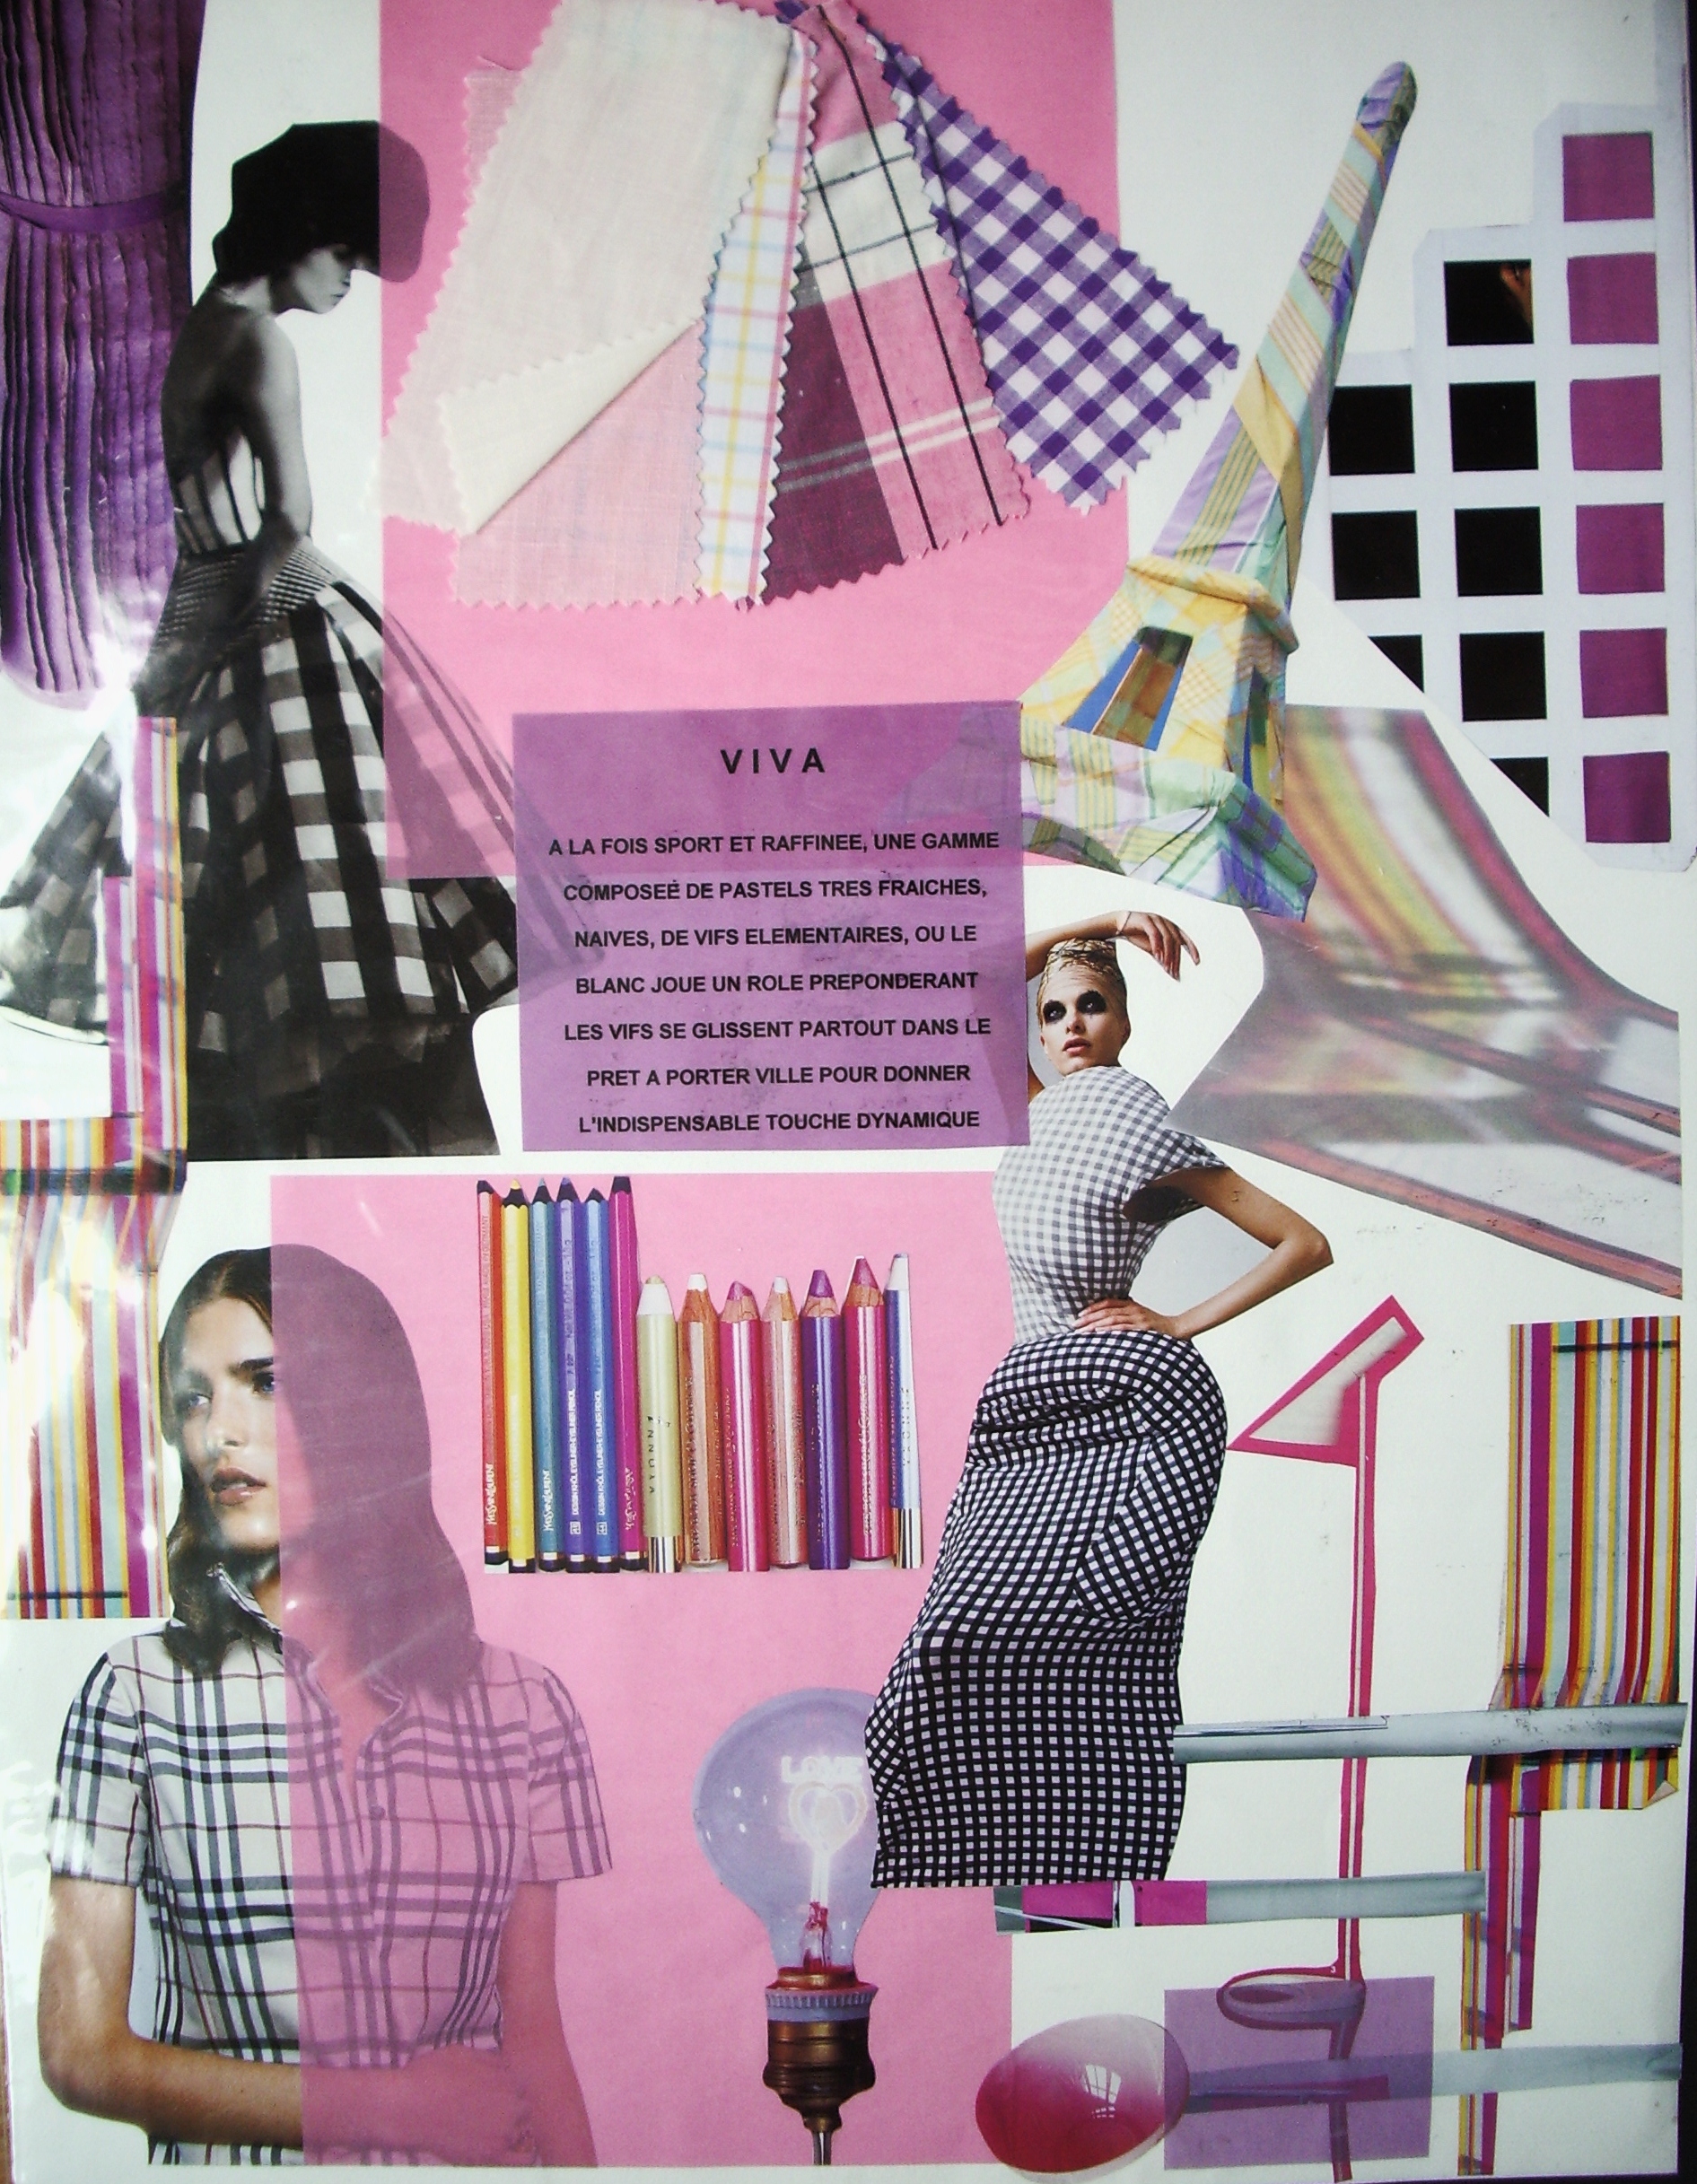 VIVA
A LA FOIS SPORT ET RAFFINEE, UNE GAMME
COMPOSEÉ DE PASTELS TRES FRAICHES,
NAIVES, DE VIFS ELEMENTAIRES, OU LE
BLANC JOUE UN ROLE PREPONDERANT
LES VIFS SE GLISSENT PARTOUT DANS LE
PRET A PORTER VILLE POUR DONNER
L'INDISPENSABLE TOUCHE DYNAMIQUE
YVESSAINTLAURENT
LOVE